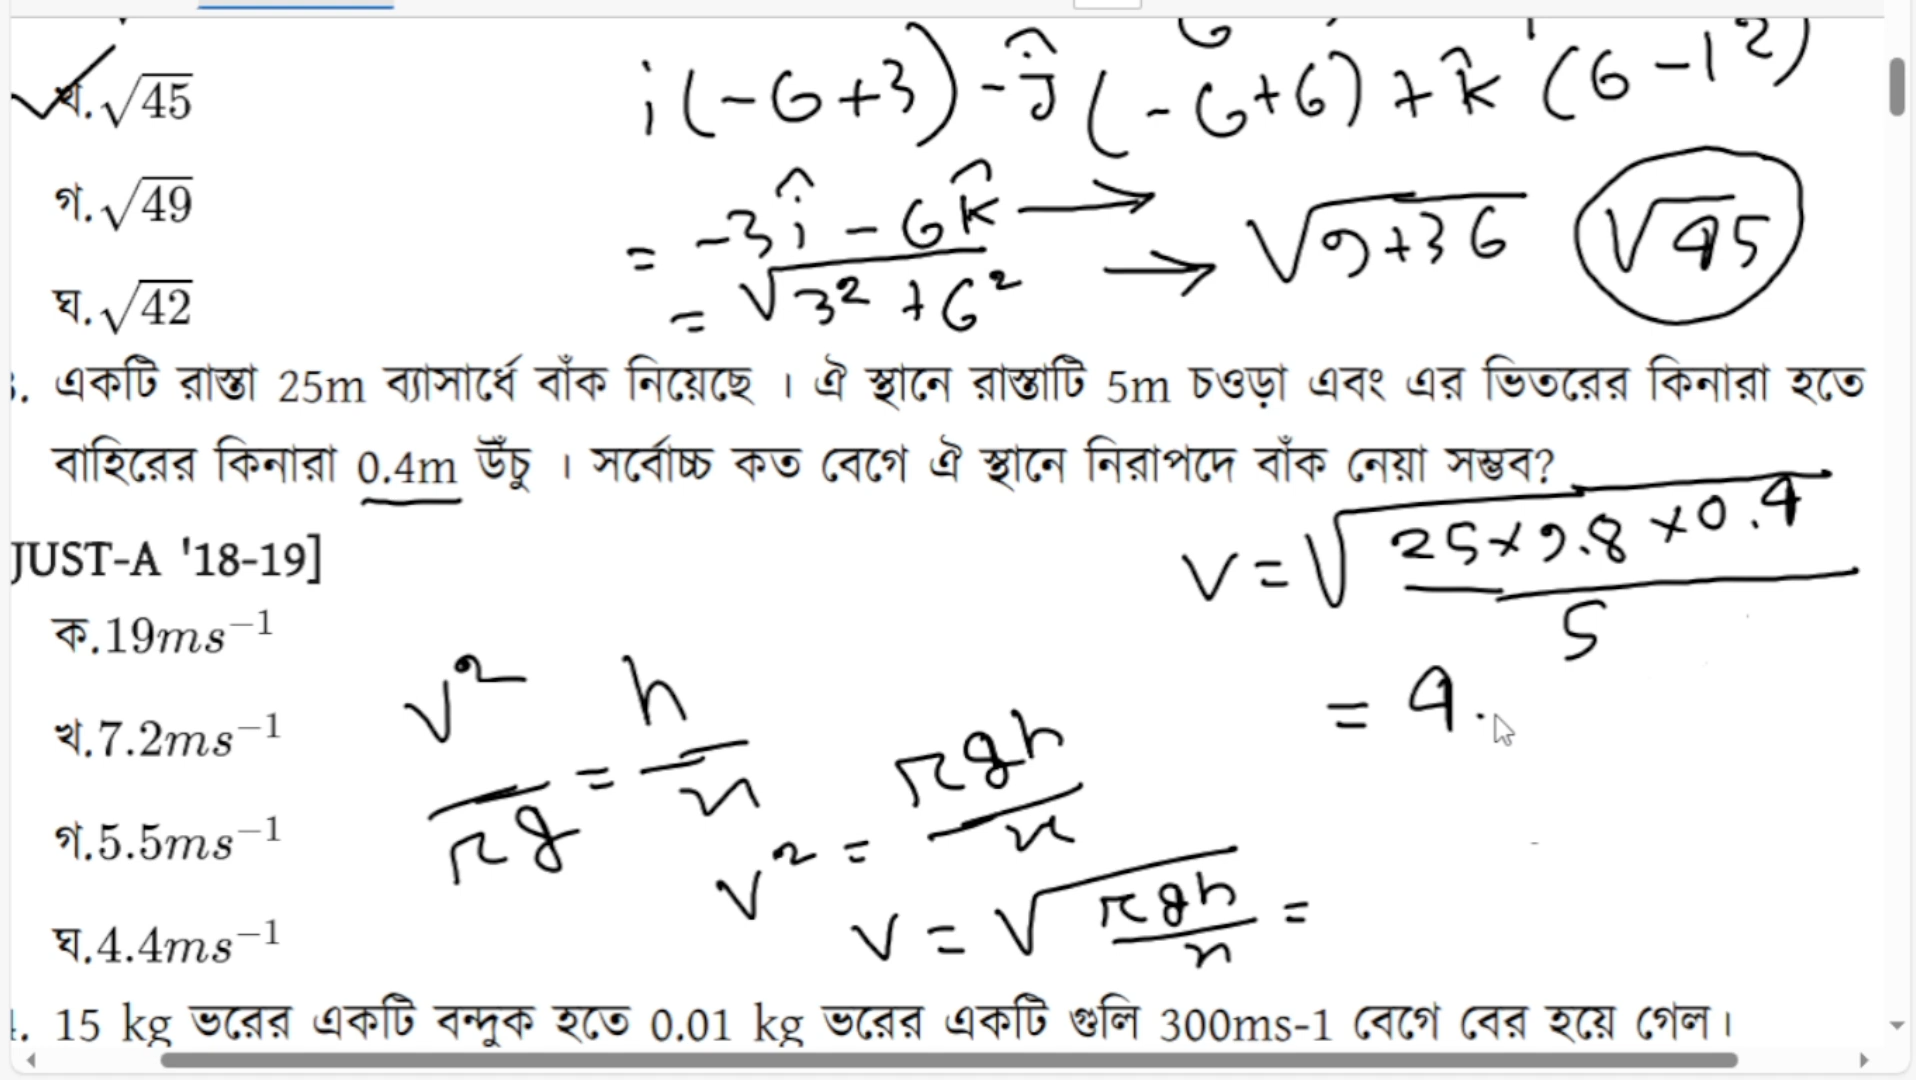 i(-6+3) - ĵ(-6+6) + k̂(6-12)
খ.√45
= -3î - 6k̂ →
গ.√49
= √3² + 6² → √9+36 √45
ঘ.√42
3. একটি রাস্তা 25m ব্যাসার্ধে বাঁক নিয়েছে । ঐ স্থানে রাস্তাটি 5m চওড়া এবং এর ভিতরের কিনারা হতে
বাহিরের কিনারা 0.4m উঁচু । সর্বোচ্চ কত বেগে ঐ স্থানে নিরাপদে বাঁক নেয়া সম্ভব?
JUST-A '18-19]
v = √25×9.8×0.4/5
= 4.
ক.19ms⁻¹
খ.7.2ms⁻¹
গ.5.5ms⁻¹
ঘ.4.4ms⁻¹
v²/rg = h/x
v² = rgh/x
v = √rgh/x =
15 kg ভরের একটি বন্দুক হতে 0.01 kg ভরের একটি গুলি 300ms-1 বেগে বের হয়ে গেল।